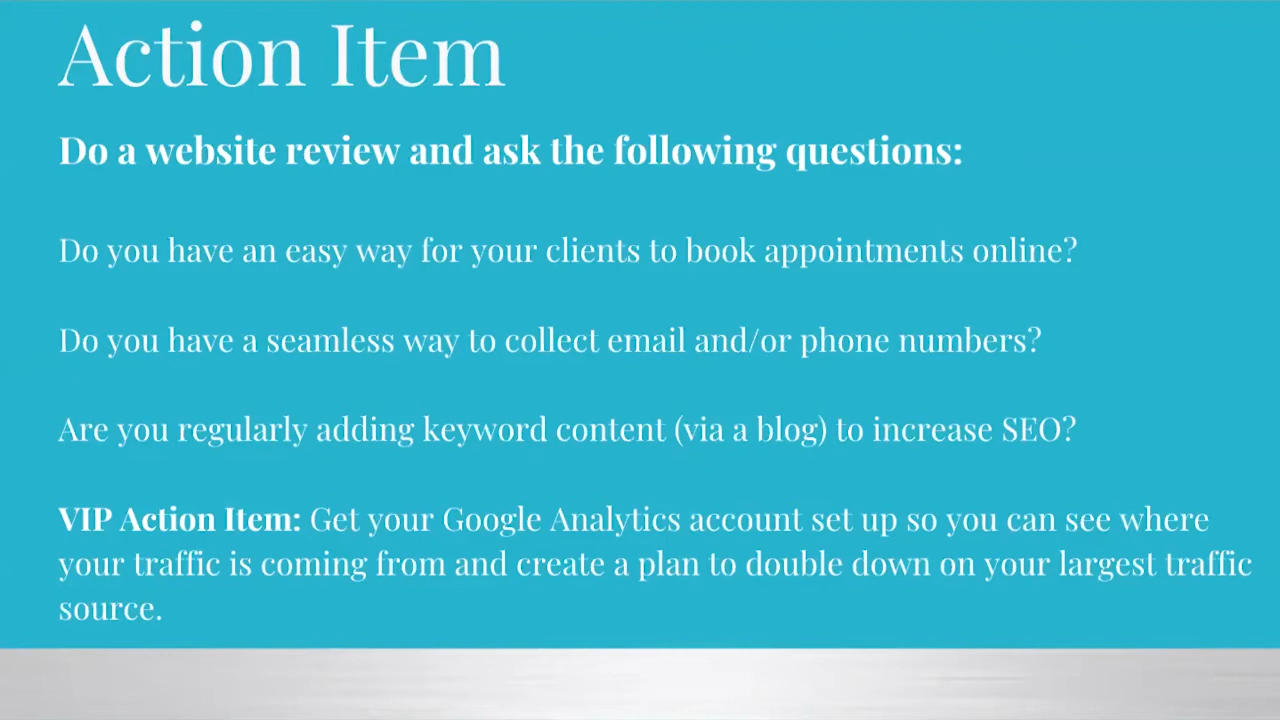 Action Item
Do a website review and ask the following questions:
Do you have an easy way for your clients to book appointments online?
Do you have a seamless way to collect email and/or phone numbers?
Are you regularly adding keyword content (via a blog) to increase SEO?
VIP Action Item: Get your Google Analytics account set up so you can see where
your traffic is coming from and create a plan to double down on your largest traffic
source.